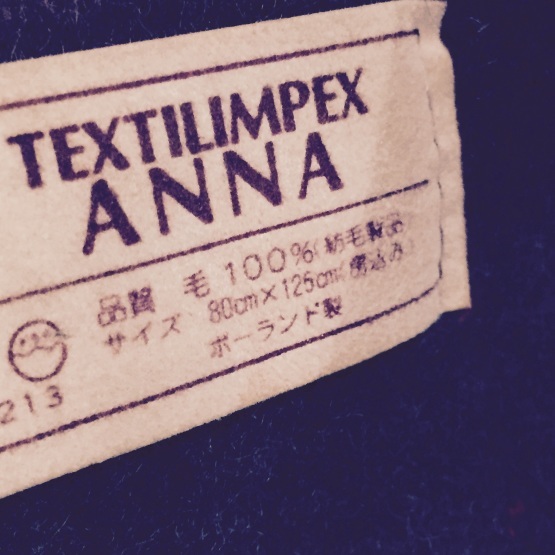 TEXTILIMPEX
ANNA
品質 毛 100%(紡毛製品)
サイズ 80cm×125cm(房込み)
ポーランド製
213